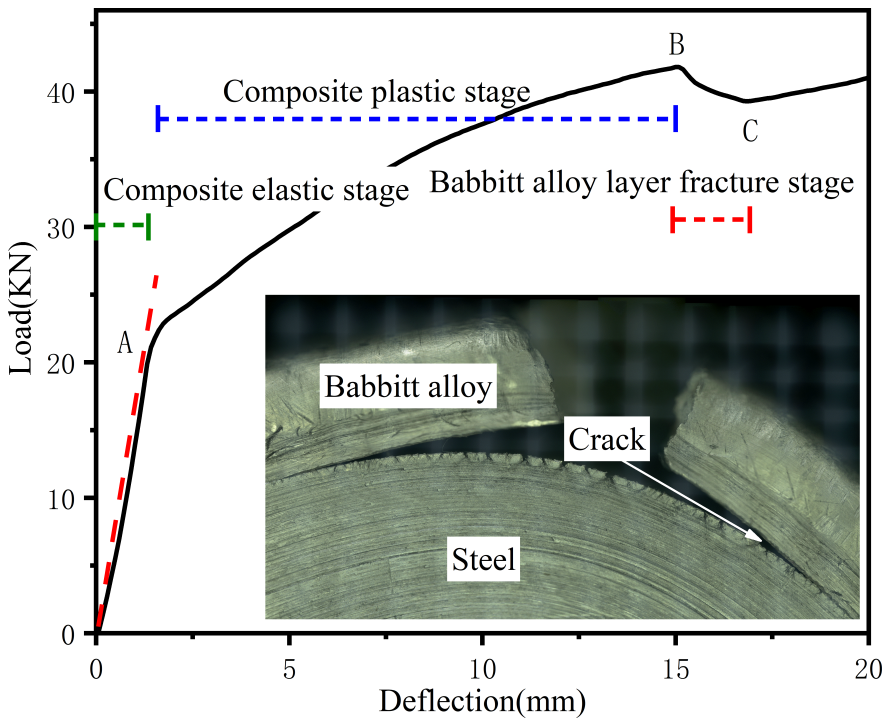 B
40
Composite plastic stage
C
Composite elastic stage
Babbitt alloy layer fracture stage
30
Load(KN)
A
20
Babbitt alloy
Crack
10
Steel
0
0
5
10
15
20
Deflection(mm)